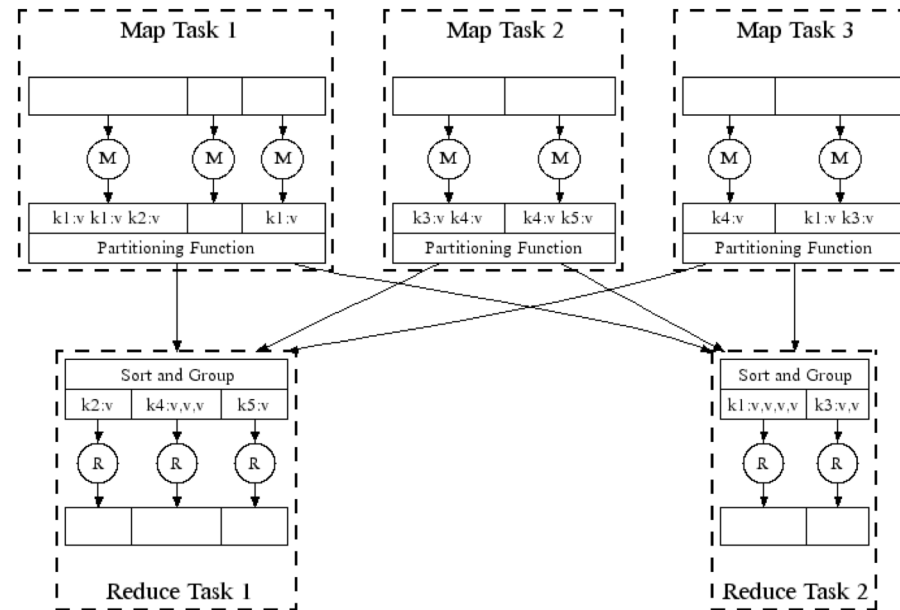 Map Task 1
Map Task 2
Map Task 3
M M M
M M
M M
k1:v k1:v k2:v
k1:v
k3:v k4:v
k4:v k5:v
k4:v
k1:v k3:v
Partitioning Function
Partitioning Function
Partitioning Function
Sort and Group
Sort and Group
k2:v
k4:v,v,v
k5:v
k1:v,v,v,v
k3:v,v
R R R
R R
Reduce Task 1
Reduce Task 2